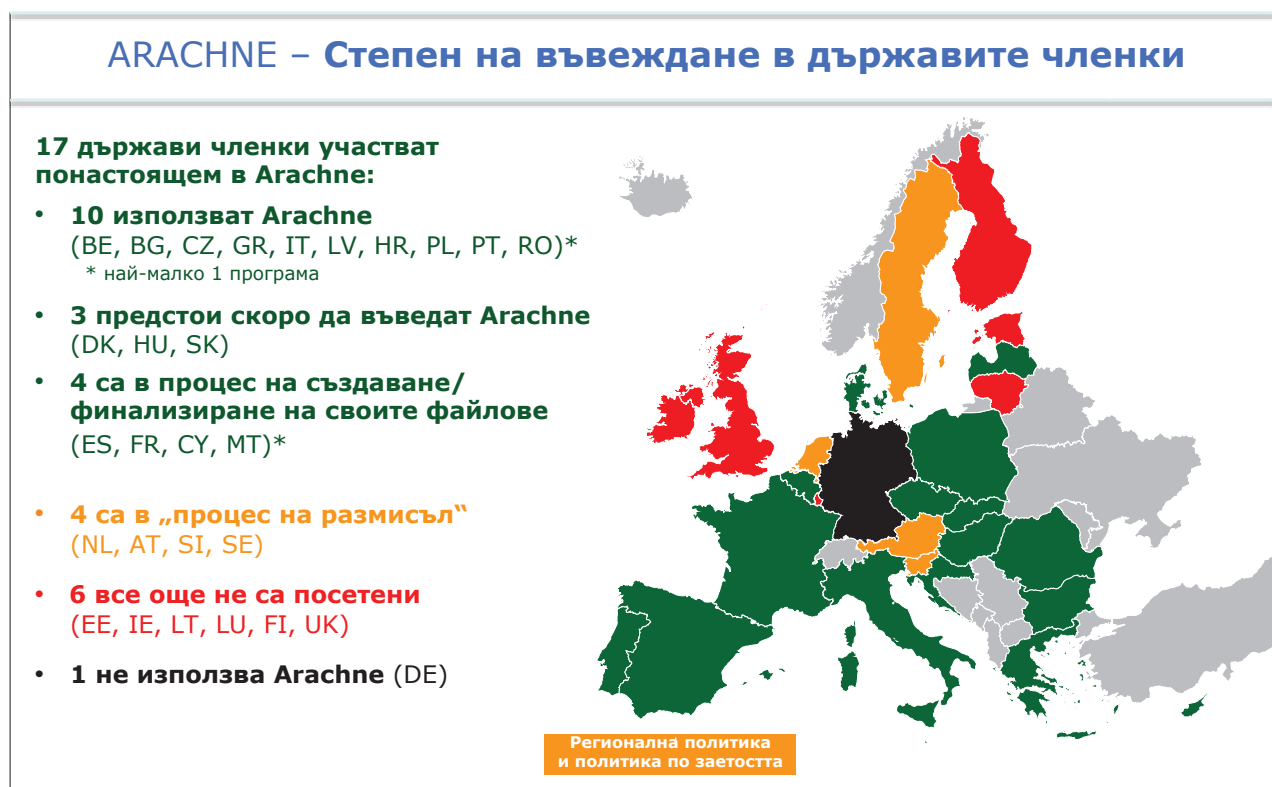 ARACHNE – Степен на въвеждане в държавите членки
17 държави членки участват
понастоящем в Arachne:
• 10 използват Arachne
(BE, BG, CZ, GR, IT, LV, HR, PL, PT, RO)*
* най-малко 1 програма
• 3 предстои скоро да въведат Arachne
(DK, HU, SK)
• 4 са в процес на създаване/
финализиране на своите файлове
(ES, FR, CY, MT)*
• 4 са в „процес на размисъл“
(NL, AT, SI, SE)
• 6 все още не са посетени
(EE, IE, LT, LU, FI, UK)
• 1 не използва Arachne (DE)
Регионална политика
и политика по заетостта